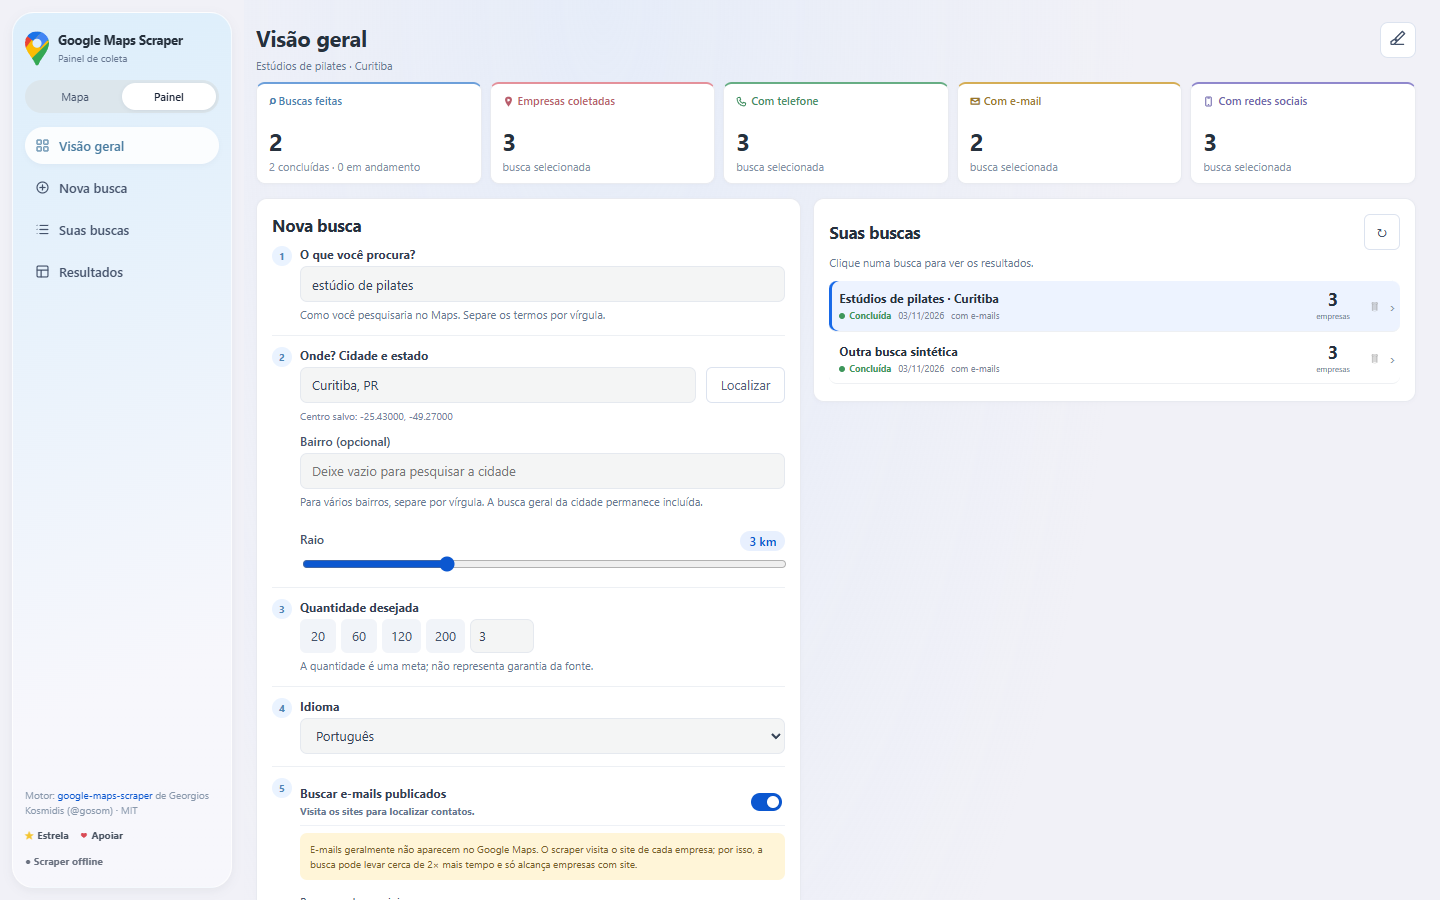 Google Maps Scraper
Painel de coleta
Mapa
Painel
Visão geral
Nova busca
Suas buscas
Resultados
Motor: google-maps-scraper de Georgios
Kosmidis (@gosom) · MIT
Estrela
Apoiar
Scraper offline
Visão geral
Estúdios de pilates · Curitiba
Buscas feitas
2
2 concluídas · 0 em andamento
Empresas coletadas
3
busca selecionada
Com telefone
3
busca selecionada
Com e-mail
2
busca selecionada
Com redes sociais
3
busca selecionada
Nova busca
1
O que você procura?
estúdio de pilates
Como você pesquisaria no Maps. Separe os termos por vírgula.
2
Onde? Cidade e estado
Curitiba, PR
Localizar
Centro salvo: -25.43000, -49.27000
Bairro (opcional)
Deixe vazio para pesquisar a cidade
Para vários bairros, separe por vírgula. A busca geral da cidade permanece incluída.
Raio
3 km
3
Quantidade desejada
20
60
120
200
3
A quantidade é uma meta; não representa garantia da fonte.
4
Idioma
Português
5
Buscar e-mails publicados
Visita os sites para localizar contatos.
E-mails geralmente não aparecem no Google Maps. O scraper visita o site de cada empresa; por isso, a
busca pode levar cerca de 2× mais tempo e só alcança empresas com site.
Suas buscas
Clique numa busca para ver os resultados.
Estúdios de pilates · Curitiba
Concluída 03/11/2026 com e-mails
3
empresas
Outra busca sintética
Concluída 03/11/2026 com e-mails
3
empresas